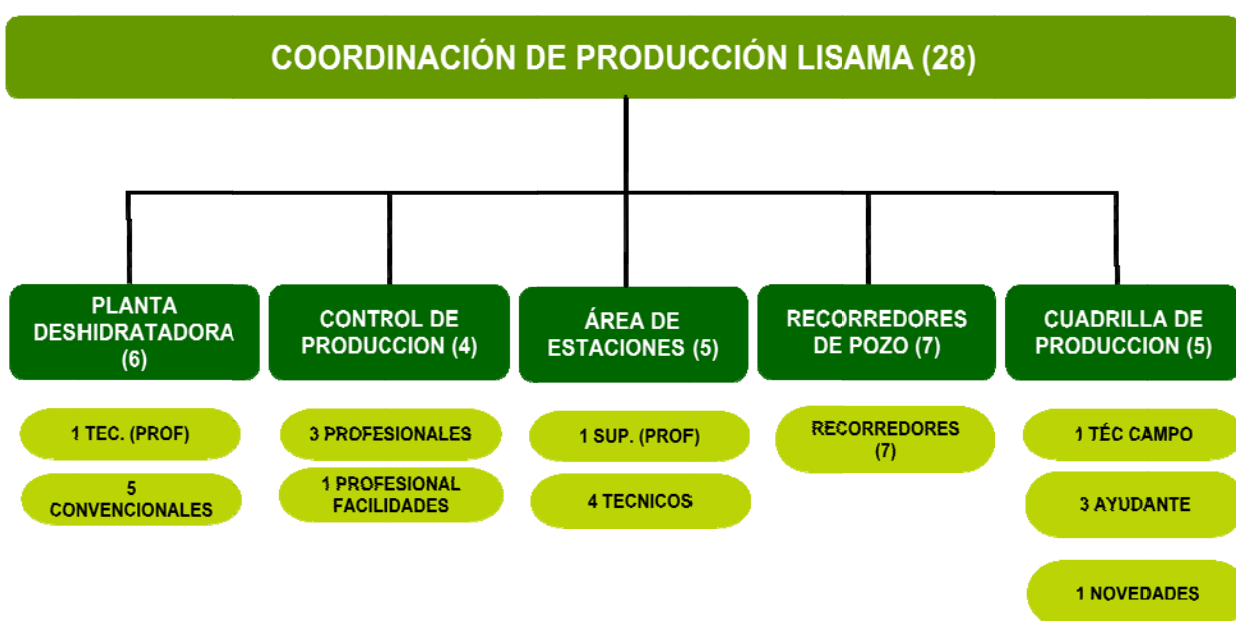 COORDINACIÓN DE PRODUCCIÓN LISAMA (28)
PLANTA
DESHIDRATADORA
(6)
1 TEC. (PROF)
5
CONVENCIONALES
CONTROL DE
PRODUCCION (4)
3 PROFESIONALES
1 PROFESIONAL
FACILIDADES
ÁREA DE
ESTACIONES (5)
1 SUP. (PROF)
4 TECNICOS
RECORREDORES
DE POZO (7)
RECORREDORES
(7)
CUADRILLA DE
PRODUCCION (5)
1 TÉC CAMPO
3 AYUDANTE
1 NOVEDADES